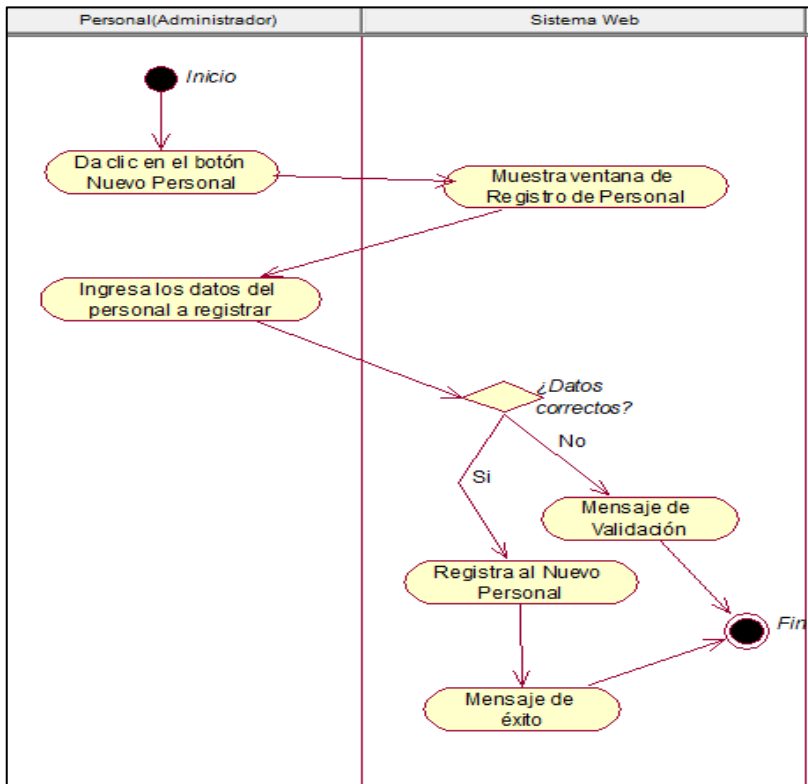 Personal(Administrador)
Sistema Web
Inicio
Da clic en el botón
Nuevo Personal
Muestra ventana de
Registro de Personal
Ingresa los datos del
personal a registrar
¿Datos
correctos?
No
Si
Mensaje de
Validación
Registra al Nuevo
Personal
Fin
Mensaje de
éxito